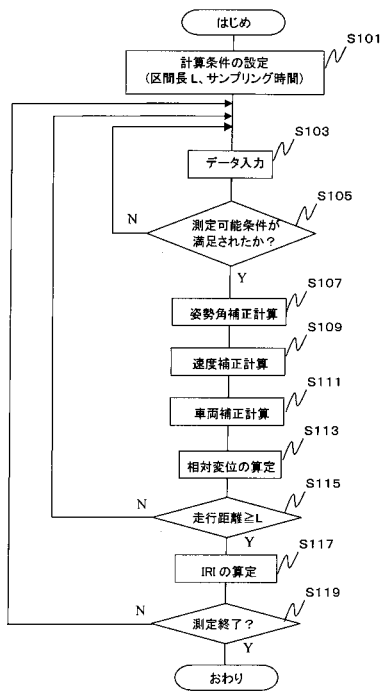 はじめ
S101
計算条件の設定
(区間長L、サンプリング時間)
S103
データ入力
S105
測定可能条件が
満足されたか?
N
Y
S107
姿勢角補正計算
S109
速度補正計算
S111
車両補正計算
S113
相対変位の算定
S115
N
走行距離≧L
Y
S117
IRIの算定
S119
N
測定終了?
Y
おわり